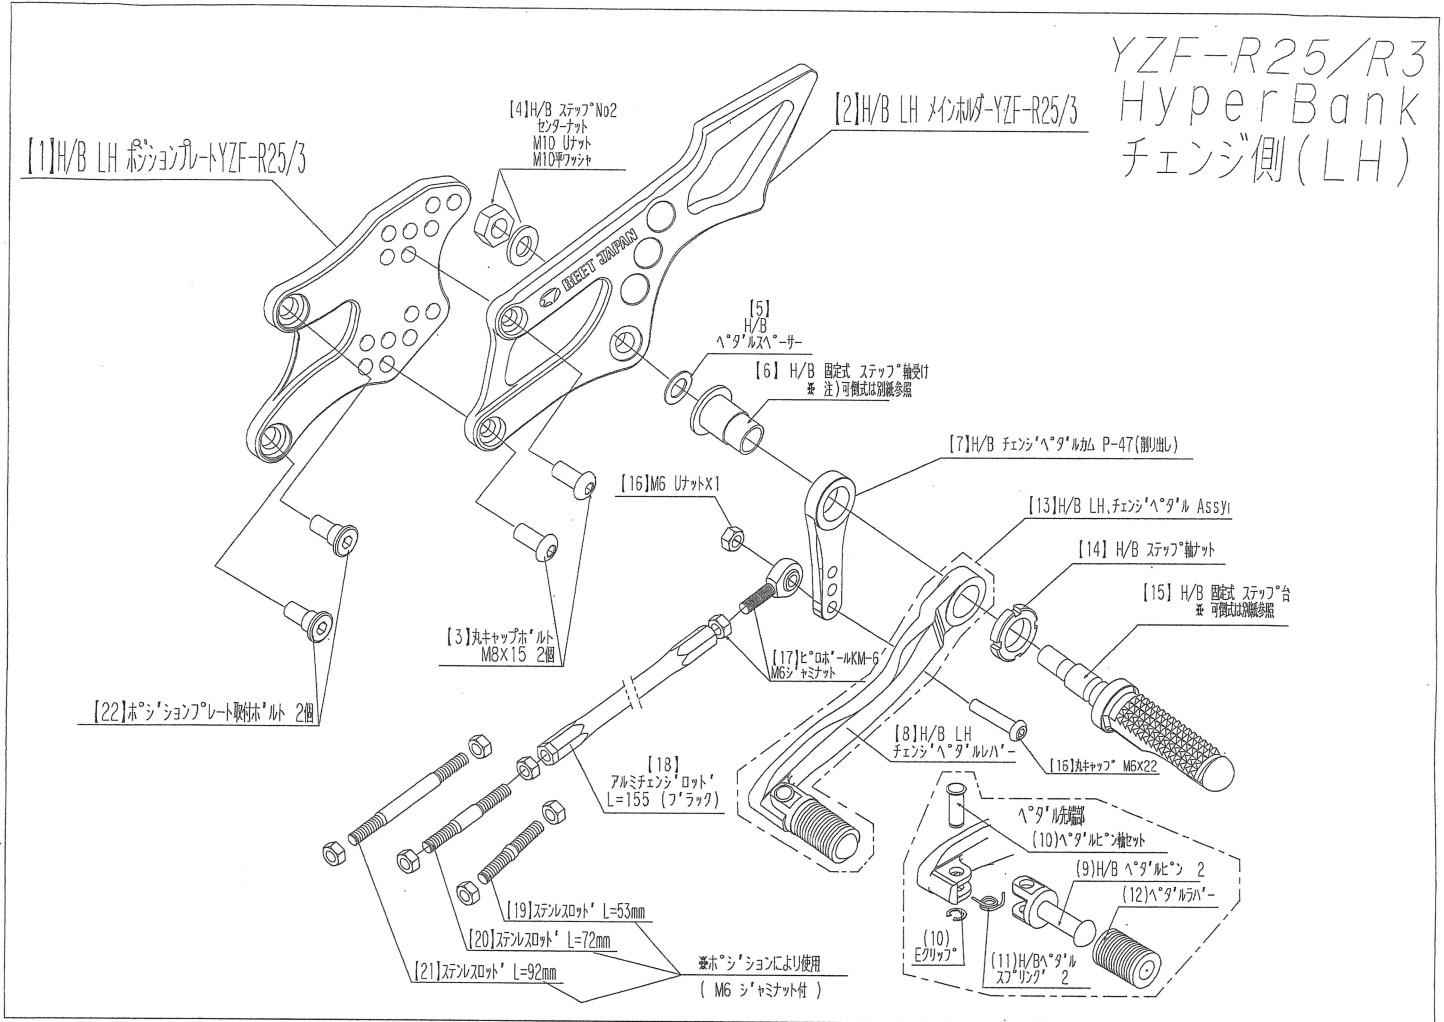 YZF-R25/R3
HyperBank
チェンジ側(LH)
【1】H/B LH ポジションプレートYZF-R25/3
【4】H/B ステップNo2
センターナット
M10 Uナット
M10平ワッシャ
【2】H/B LH メインホルダーYZF-R25/3
BEET JAPAN
【5】
H/B
ペダルスペーサー
【6】 H/B 固定式 ステップ軸受け
※ 注)可倒式は別紙参照
【7】H/B チェンジペダルカム P-47(削り出し)
【16】M6 Uナット×1
【13】H/B LH,チェンジペダル Assy
【14】 H/B ステップ軸ナット
【15】 H/B 固定式 ステップ台
※ 可倒式は別紙参照
【3】丸キャップボルト
M8×15 2個
【17】ピロボールKM-6
M6ジャミナット
【22】ポジションプレート取付ボルト 2個
【8】H/B LH
チェンジペダルレバー
【16】丸キャップ M6×22
【18】
アルミチェンジロッド
L=155 (ブラック)
ペダル先端部
(10)ペダルピン軸セット
(9)H/B ペダルピン 2
(12)ペダルラバー
(10)
Eクリップ
(11)H/Bペダル
スプリング 2
【19】ステンレスロッド L=53mm
【20】ステンレスロッド L=72mm
【21】ステンレスロッド L=92mm
※ポジションにより使用
( M6 ジャミナット付 )